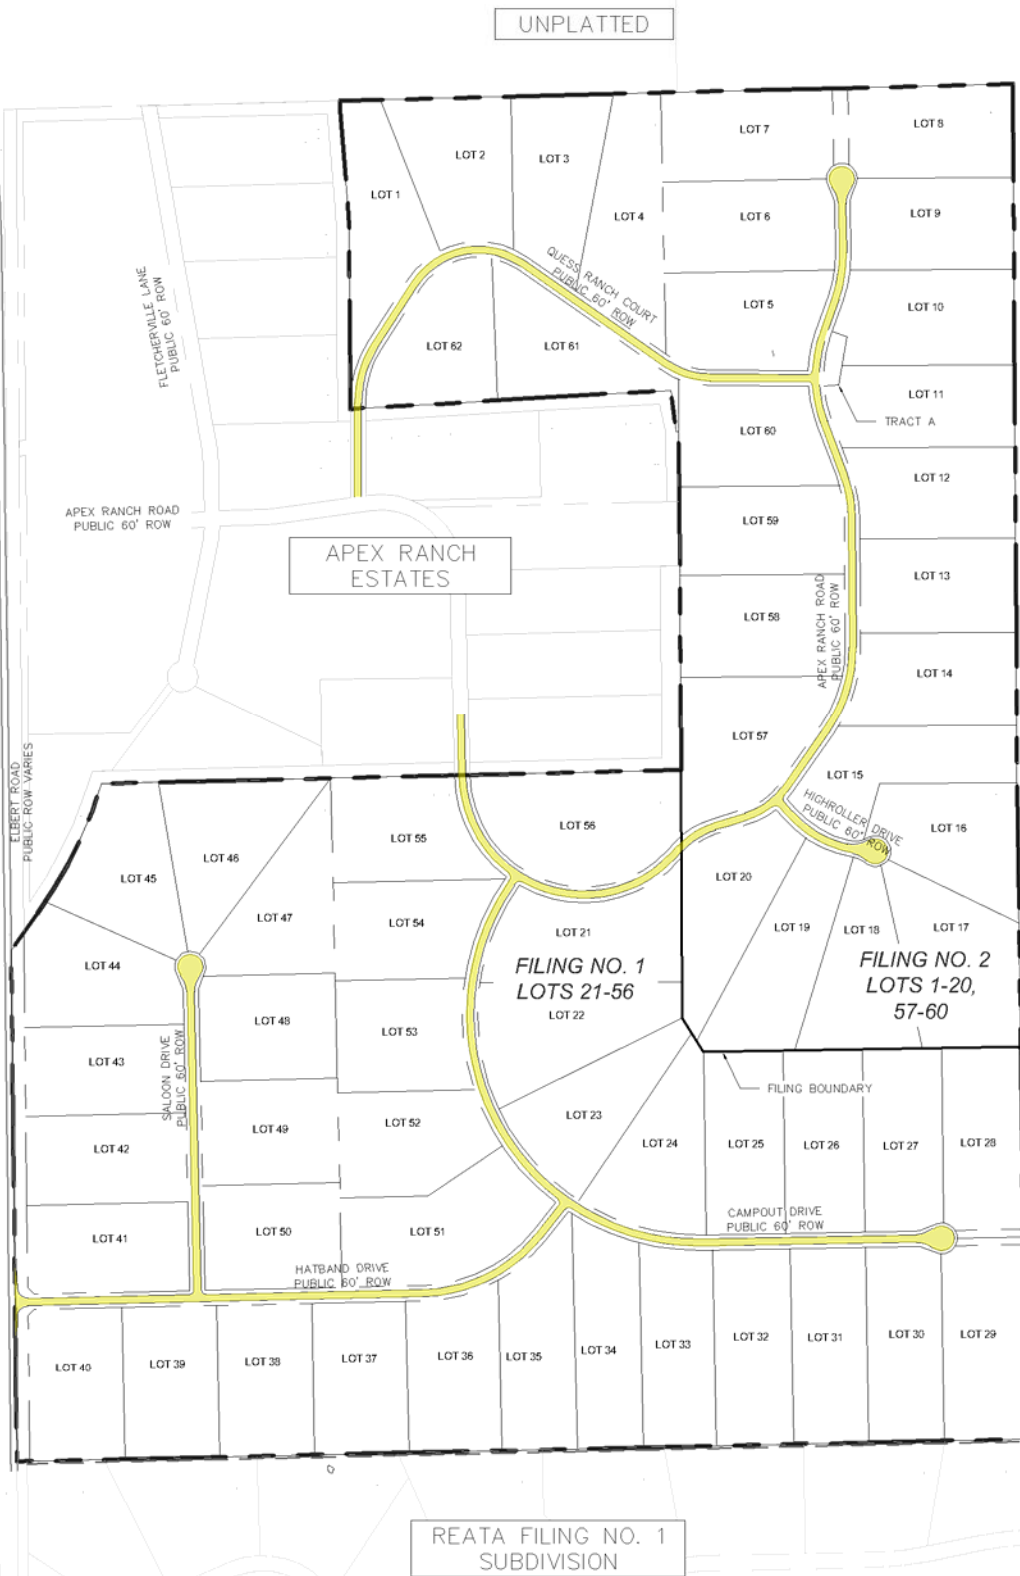 UNPLATTED
LOT 7
LOT 8
LOT 2
LOT 3
LOT 1
LOT 4
LOT 6
LOT 9
QUESS RANCH COURT
PUBLIC 60' ROW
FLETCHERVILLE LANE
PUBLIC 60' ROW
LOT 5
LOT 10
LOT 62
LOT 61
LOT 11
TRACT A
LOT 60
LOT 12
APEX RANCH ROAD
PUBLIC 60' ROW
LOT 59
APEX RANCH
ESTATES
LOT 13
APEX RANCH ROAD
PUBLIC 60' ROW
LOT 58
LOT 14
LOT 57
LOT 15
ELBERT ROAD
PUBLIC ROW VARIES
HIGHROLLER DRIVE
PUBLIC 60' ROW
LOT 16
LOT 56
LOT 55
LOT 46
LOT 45
LOT 20
LOT 47
LOT 54
LOT 21
LOT 19
LOT 18
LOT 17
LOT 44
FILING NO. 1
LOTS 21-56
FILING NO. 2
LOTS 1-20,
57-60
LOT 22
LOT 48
LOT 53
LOT 43
SALOON DRIVE
PUBLIC 60' ROW
FILING BOUNDARY
LOT 49
LOT 52
LOT 23
LOT 24
LOT 25
LOT 26
LOT 27
LOT 28
LOT 42
CAMPOUT DRIVE
PUBLIC 60' ROW
LOT 41
LOT 50
LOT 51
HATBAND DRIVE
PUBLIC 60' ROW
LOT 40
LOT 39
LOT 38
LOT 37
LOT 36
LOT 35
LOT 34
LOT 33
LOT 32
LOT 31
LOT 30
LOT 29
REATA FILING NO. 1
SUBDIVISION